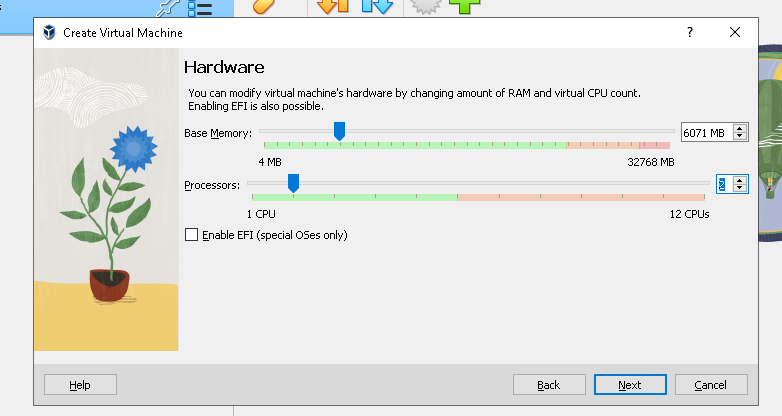 Create Virtual Machine
?
Hardware
You can modify virtual machine's hardware by changing amount of RAM and virtual CPU count.
Enabling EFI is also possible.
Base Memory:
6071 MB
4 MB
32768 MB
Processors:
2
1 CPU
12 CPUs
Enable EFI (special OSes only)
Help
Back
Next
Cancel